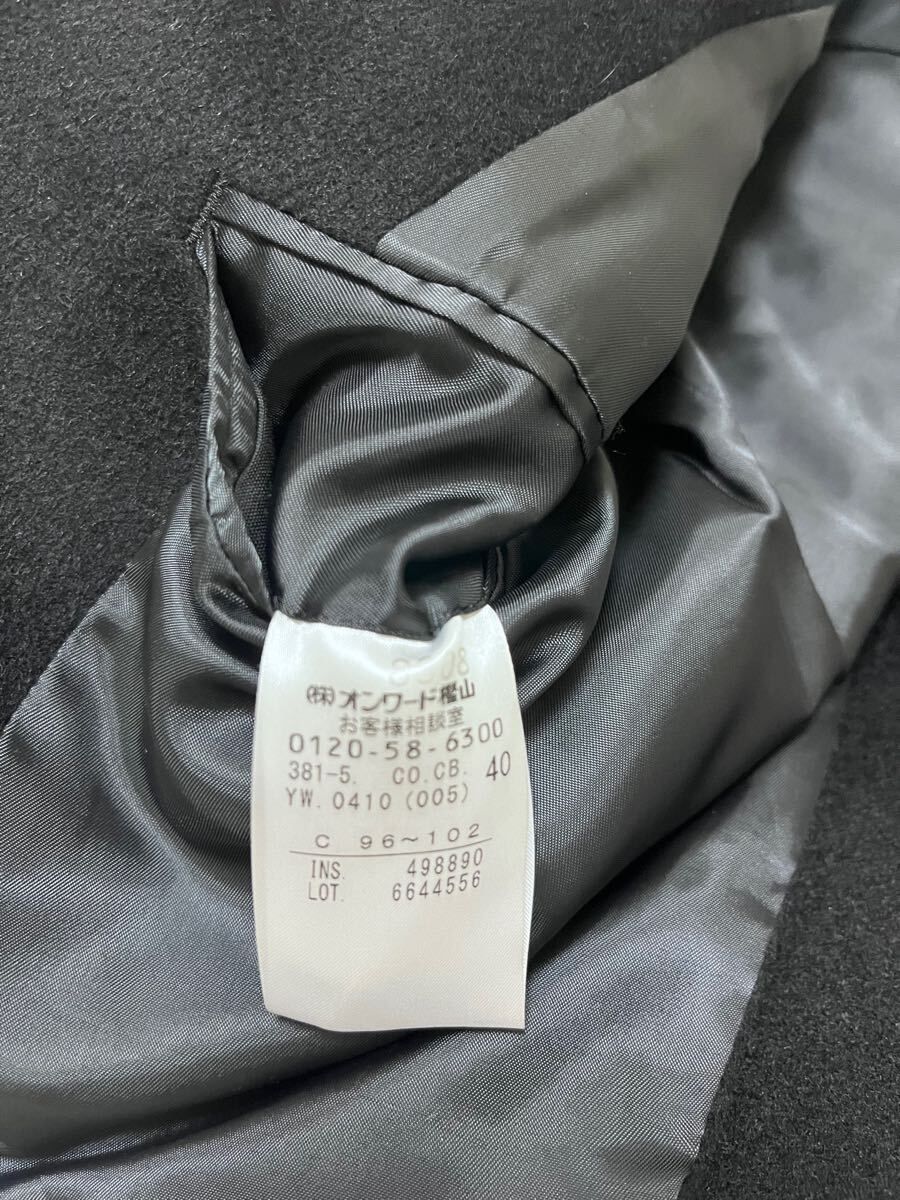 (株)オンワード樫山
お客様相談室
0120-58-6300
381-5. CO.CB. 40
YW. 0410 (005)
C 96~102
INS. 498890
LOT. 6644556